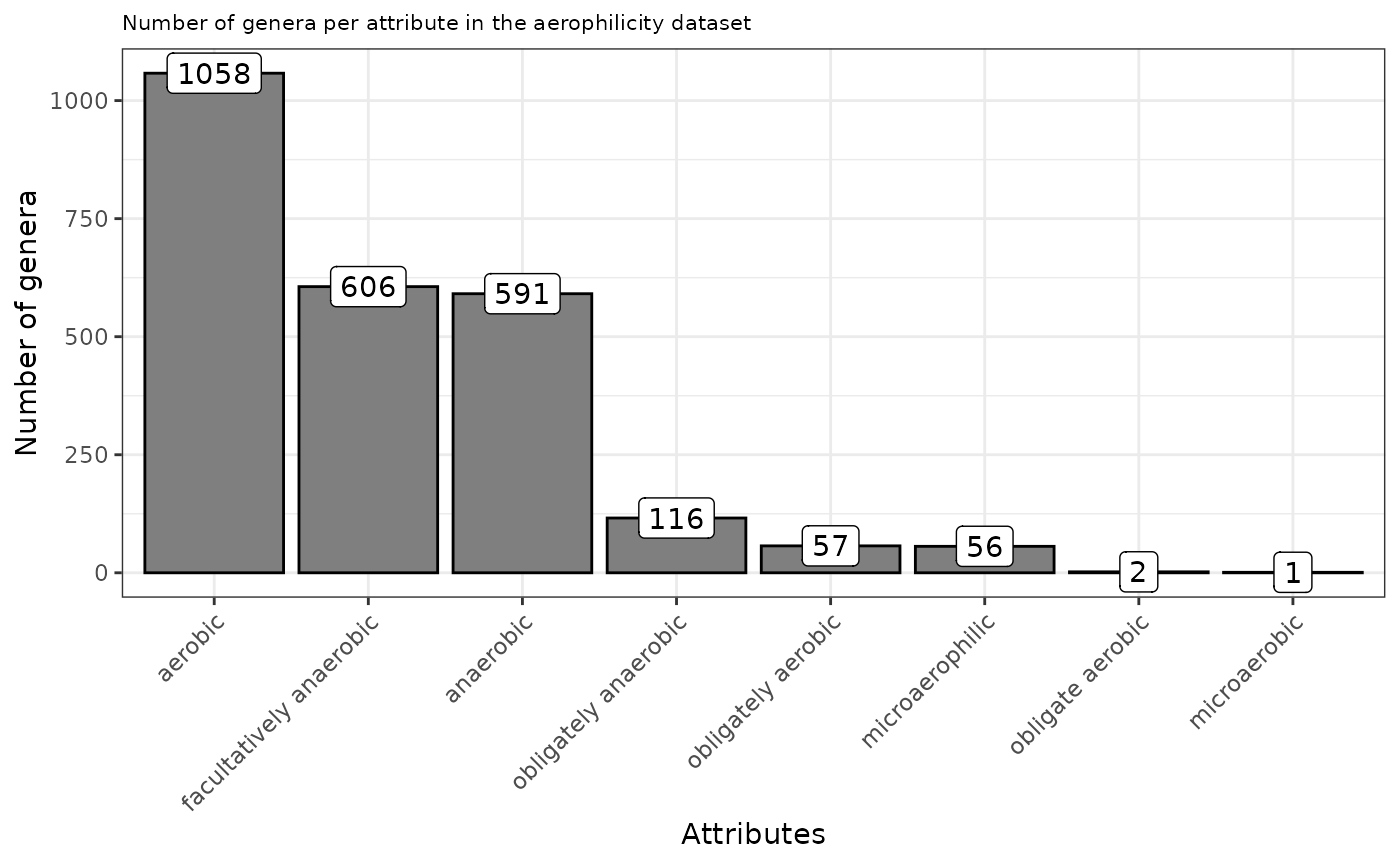 Number of genera per attribute in the aerophilicity dataset
Number of genera
1000
750
500
250
0
1058
606
591
116
57
56
2
1
aerobic
facultatively anaerobic
anaerobic
obligately anaerobic
obligately aerobic
microaerophilic
obligate aerobic
microaerobic
Attributes